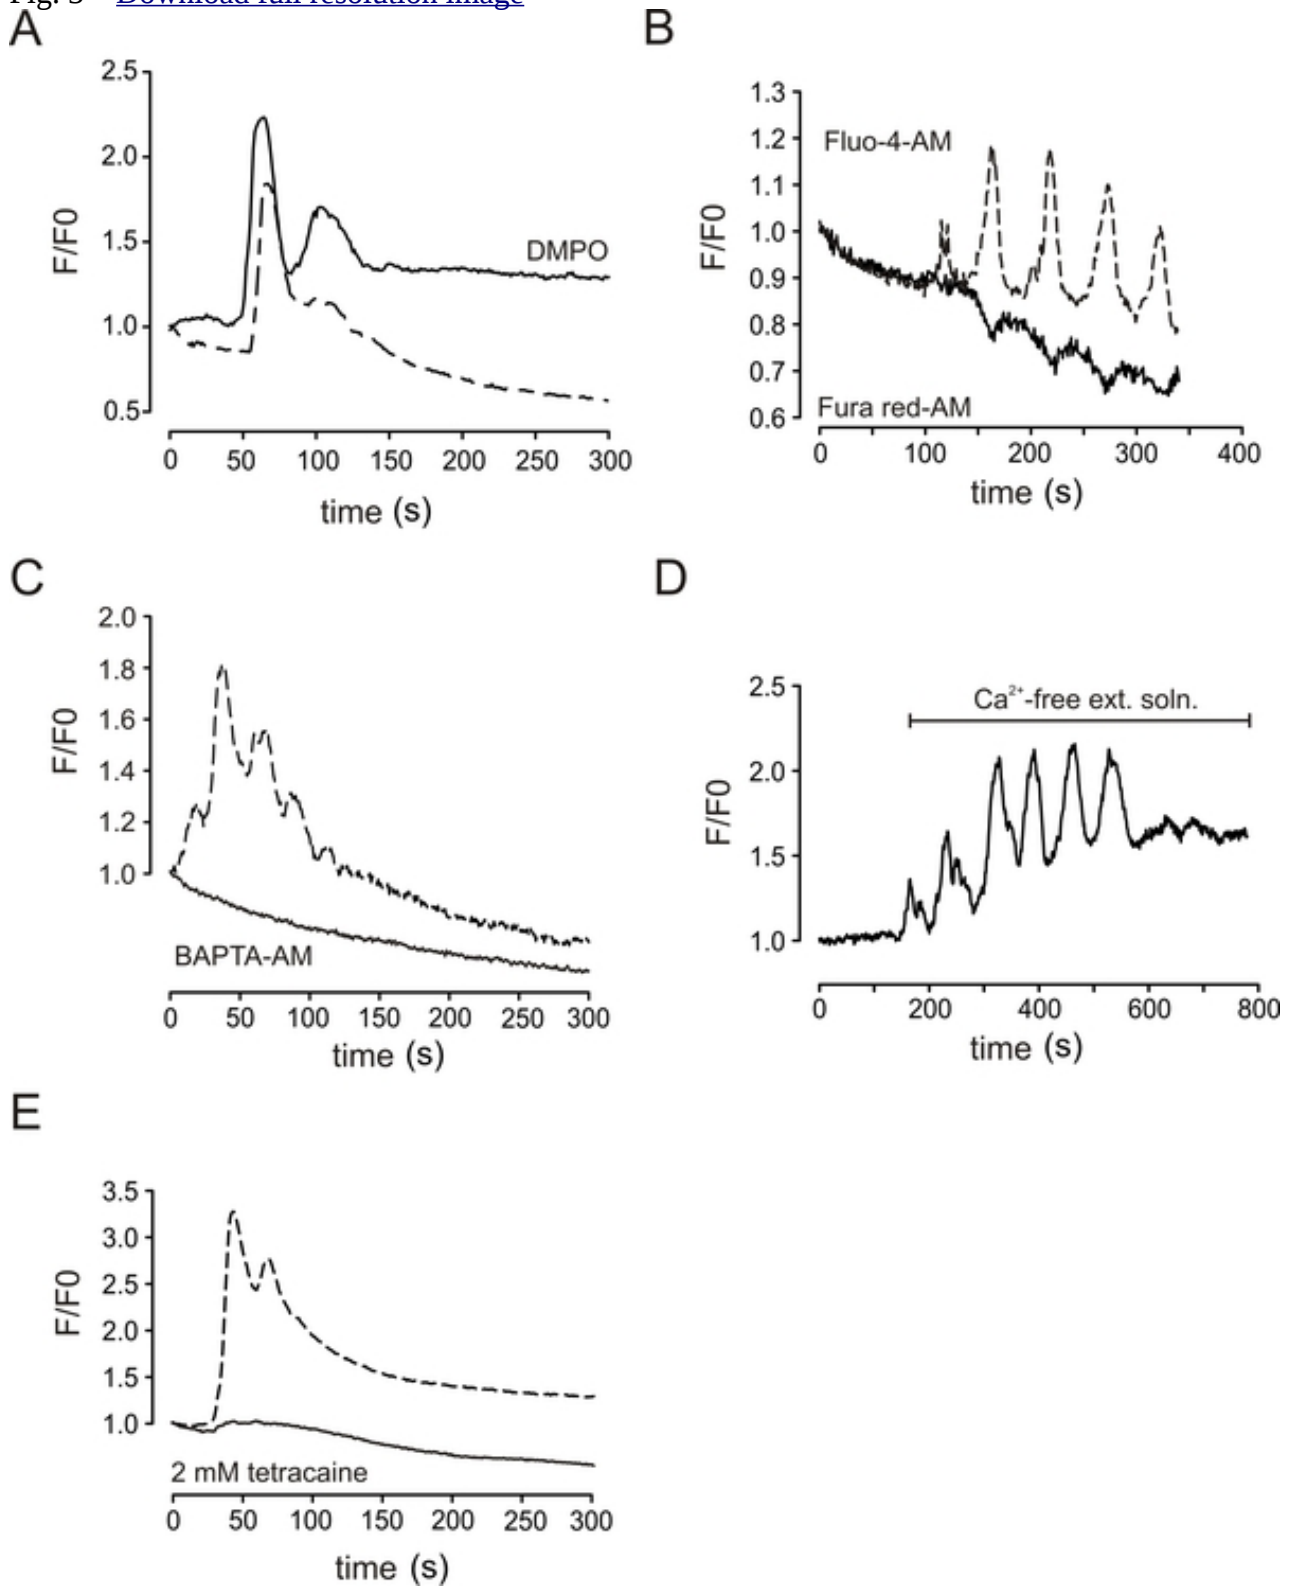 Fig. 3 Download full resolution image
A
2.5
2.0
1.5
1.0
0.5
F/F0
DMPO
0 50 100 150 200 250 300
time (s)
B
1.3
1.2
1.1
1.0
0.9
0.8
0.7
0.6
F/F0
Fluo-4-AM
Fura red-AM
0 100 200 300 400
time (s)
C
2.0
1.8
1.6
1.4
1.2
1.0
F/F0
BAPTA-AM
0 50 100 150 200 250 300
time (s)
D
2.5
2.0
1.5
1.0
F/F0
Ca²⁺-free ext. soln.
0 200 400 600 800
time (s)
E
3.5
3.0
2.5
2.0
1.5
1.0
F/F0
2 mM tetracaine
0 50 100 150 200 250 300
time (s)